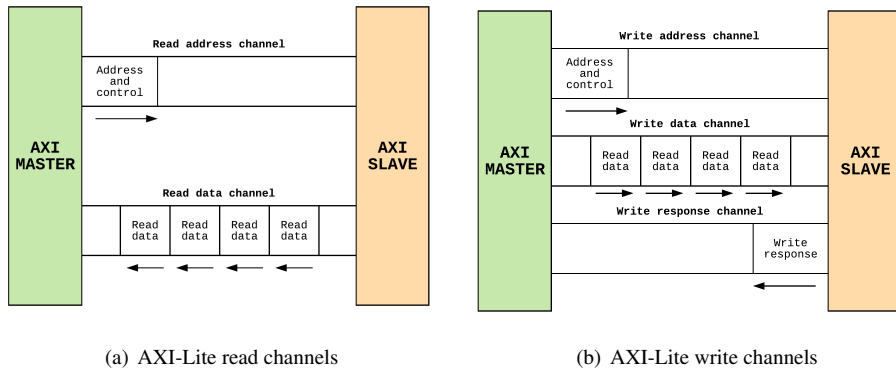 Read address channel
Address
and
control
AXI
MASTER
AXI
SLAVE
Read data channel
Read
data
Read
data
Read
data
Read
data
(a) AXI-Lite read channels
Write address channel
Address
and
control
Write data channel
AXI
MASTER
Read
data
Read
data
Read
data
Read
data
AXI
SLAVE
Write response channel
Write
response
(b) AXI-Lite write channels